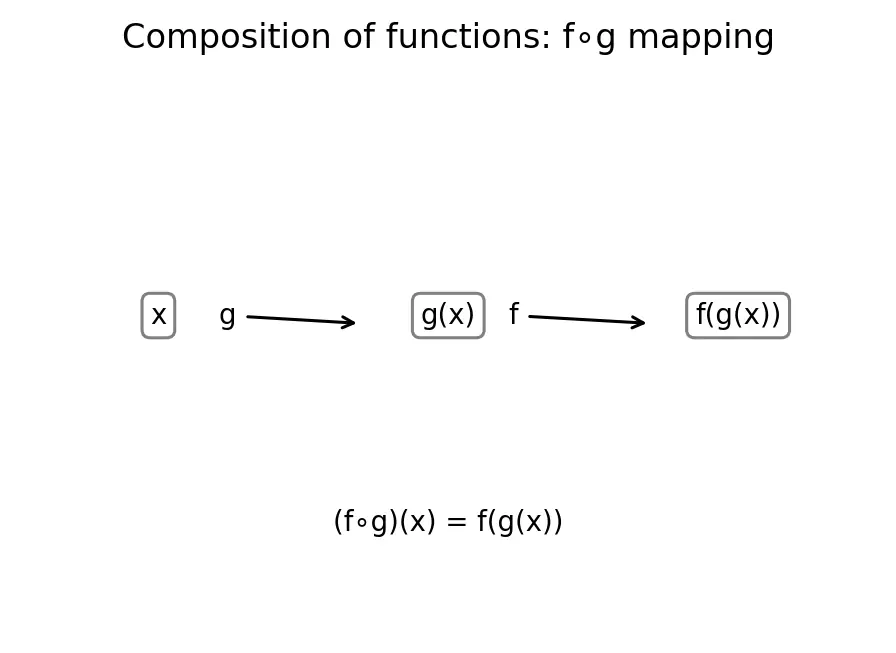 Composition of functions: f∘g mapping
x g g(x) f f(g(x))
(f∘g)(x) = f(g(x))